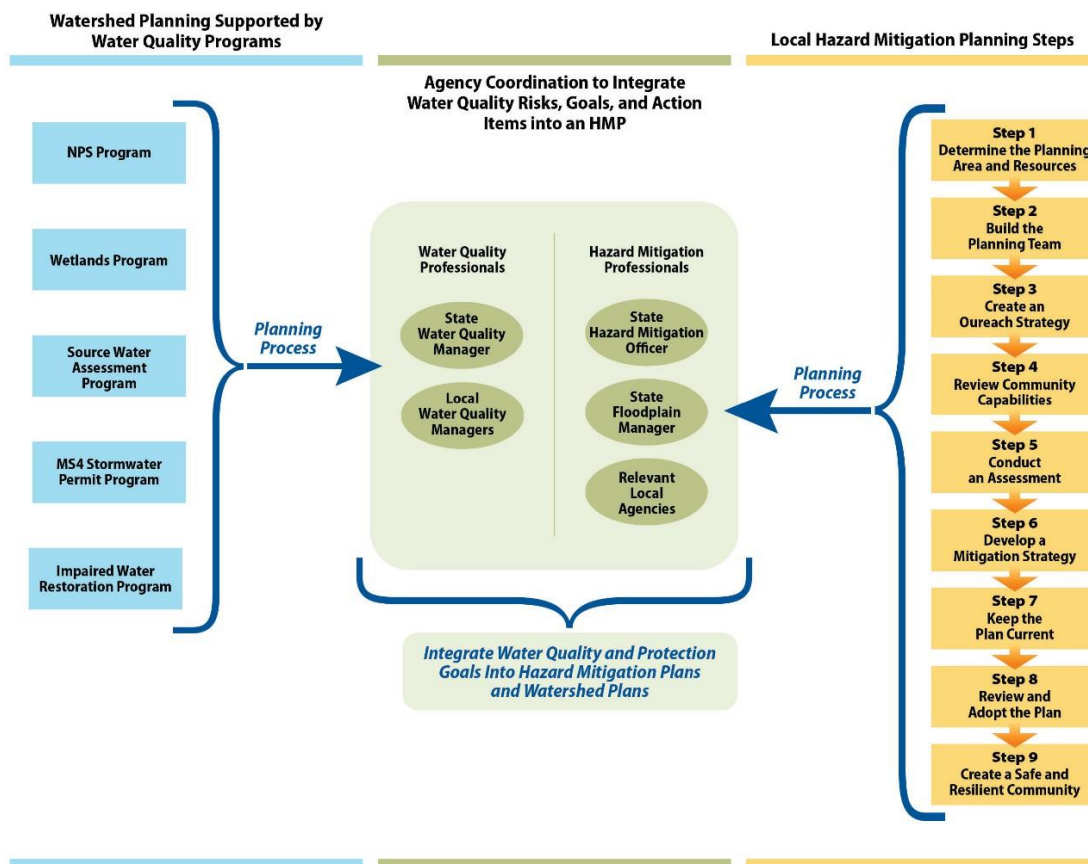 Watershed Planning Supported by
Water Quality Programs
NPS Program
Wetlands Program
Source Water
Assessment
Program
MS4 Stormwater
Permit Program
Impaired Water
Restoration Program
Planning
Process
Agency Coordination to Integrate
Water Quality Risks, Goals, and Action
Items into an HMP
Water Quality
Professionals
State
Water Quality
Manager
Local
Water Quality
Managers
Hazard Mitigation
Professionals
State
Hazard Mitigation
Officer
State
Floodplain
Manager
Relevant
Local
Agencies
Integrate Water Quality and Protection
Goals Into Hazard Mitigation Plans
and Watershed Plans
Planning
Process
Local Hazard Mitigation Planning Steps
Step 1
Determine the Planning
Area and Resources
Step 2
Build the
Planning Team
Step 3
Create an
Oureach Strategy
Step 4
Review Community
Capabilities
Step 5
Conduct
an Assessment
Step 6
Develop a
Mitigation Strategy
Step 7
Keep the
Plan Current
Step 8
Review and
Adopt the Plan
Step 9
Create a Safe and
Resilient Community